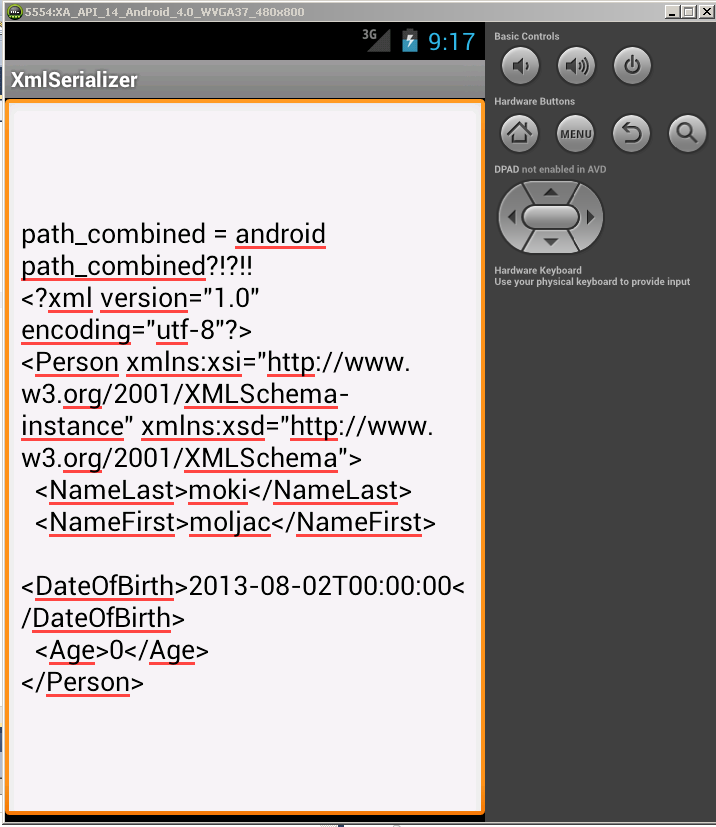 5554:XA_API_14_Android_4.0_WVGA37_480x800
3G
9:17
XmlSerializer
path_combined = android
path_combined?!?!!
<?xml version="1.0"
encoding="utf-8"?>
<Person xmlns:xsi="http://www.
w3.org/2001/XMLSchema-
instance" xmlns:xsd="http://www.
w3.org/2001/XMLSchema">
  <NameLast>moki</NameLast>
  <NameFirst>moljac</NameFirst>

<DateOfBirth>2013-08-02T00:00:00<
/DateOfBirth>
  <Age>0</Age>
</Person>
Basic Controls
Hardware Buttons
MENU
DPAD not enabled in AVD
Hardware Keyboard
Use your physical keyboard to provide input